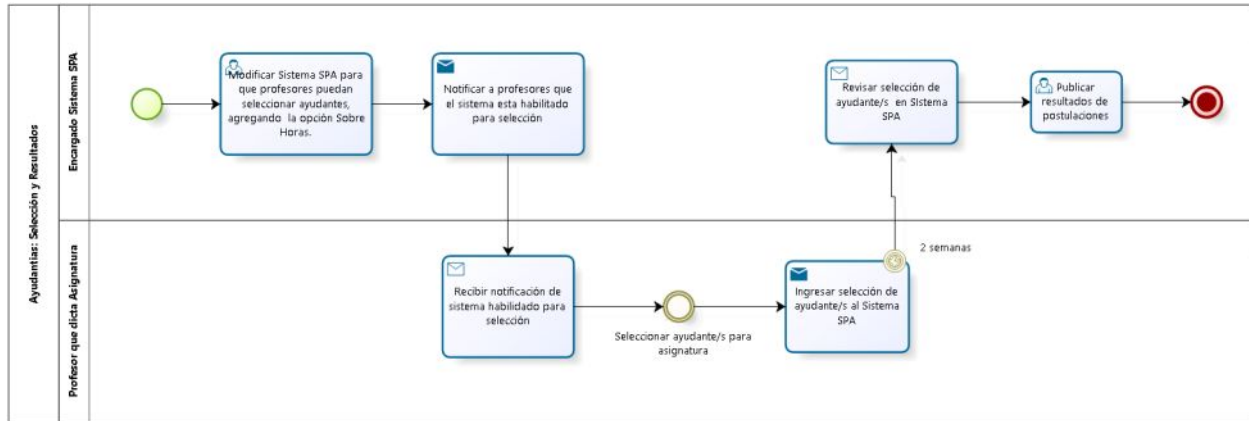 Ayudantias: Selección y Resultados
Encargado Sistema SPA
Modificar Sistema SPA para
que profesores puedan
seleccionar ayudantes,
agregando la opción Sobre
Horas.
Notificar a profesores que
el sistema esta habilitado
para selección
Revisar selección de
ayudante/s en Sistema
SPA
Publicar
resultados de
postulaciones
Profesor que dicta Asignatura
Recibir notificación de
sistema habilidado para
selección
Seleccionar ayudante/s para
asignatura
Ingresar selección de
ayudante/s al Sistema
SPA
2 semanas